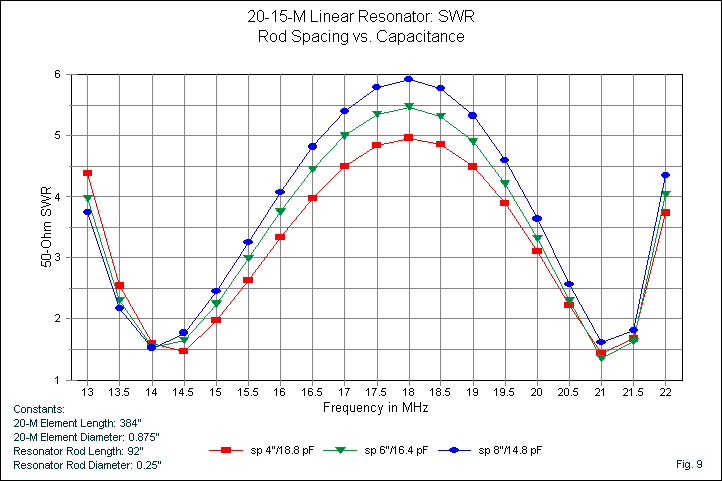 20-15-M Linear Resonator: SWR
Rod Spacing vs. Capacitance
6
5
4
3
2
1
50-Ohm SWR
13 13.5 14 14.5 15 15.5 16 16.5 17 17.5 18 18.5 19 19.5 20 20.5 21 21.5 22
Frequency in MHz
Constants:
20-M Element Length: 384"
20-M Element Diameter: 0.875"
Resonator Rod Length: 92"
Resonator Rod Diameter: 0.25"
sp 4"/18.8 pF sp 6"/16.4 pF sp 8"/14.8 pF
Fig. 9